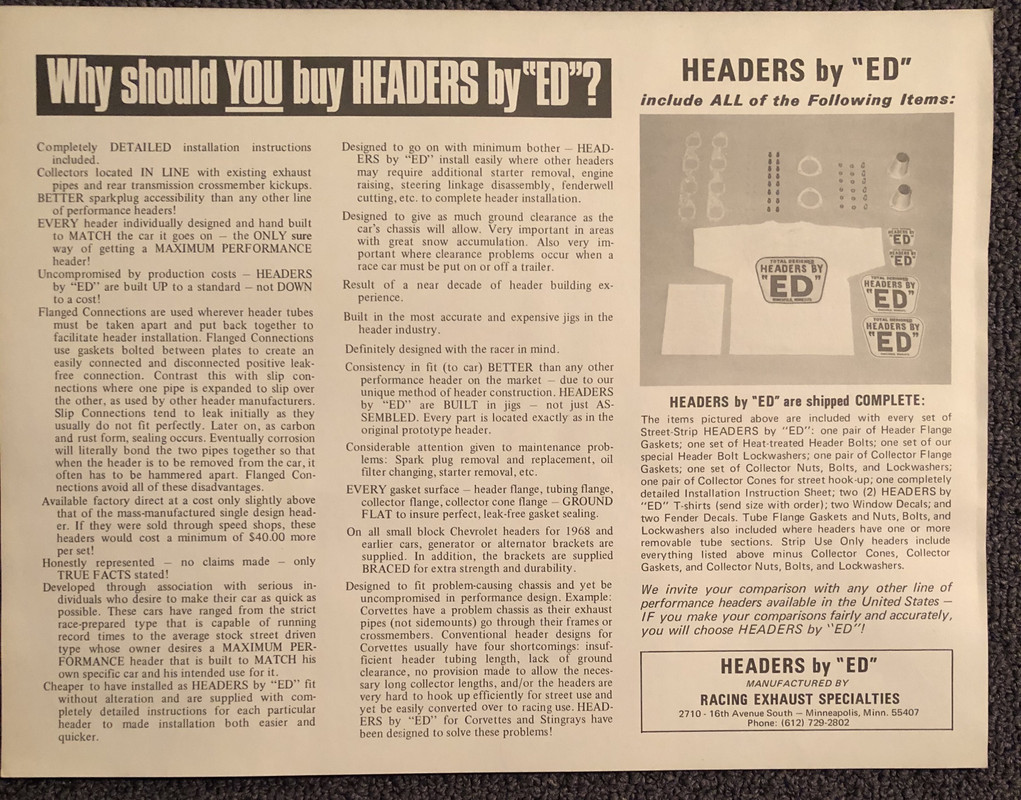 Why should YOU buy HEADERS by "ED"?
Completely DETAILED installation instructions
included.
Collectors located IN LINE with existing exhaust
pipes and rear transmission crossmember kickups.
BETTER sparkplug accessibility than any other line
of performance headers!
EVERY header individually designed and hand built
to MATCH the car it goes on – the ONLY sure
way of getting a MAXIMUM PERFORMANCE
header!
Uncompromised by production costs – HEADERS
by "ED" are built UP to a standard – not DOWN
to a cost!
Flanged Connections are used wherever header tubes
must be taken apart and put back together to
facilitate header installation. Flanged Connections
use gaskets bolted between plates to create an
easily connected and disconnected positive leak-
free connection. Contrast this with slip con-
nections where one pipe is expanded to slip over
the other, as used by other header manufacturers.
Slip Connections tend to leak initially as they
usually do not fit perfectly. Later on, as carbon
and rust form, sealing occurs. Eventually corrosion
will literally bond the two pipes together so that
when the header is to be removed from the car, it
often has to be hammered apart. Flanged Con-
nections avoid all of these disadvantages.
Available factory direct at a cost only slightly above
that of the mass-manufactured single design head-
er. If they were sold through speed shops, these
headers would cost a minimum of $40.00 more
per set!
Honestly represented – no claims made – only
TRUE FACTS stated!
Developed through association with serious in-
dividuals who desire to make their car as quick as
possible. These cars have ranged from the strict
race-prepared type that is capable of running
record times to the average stock street driven
type whose owner desires a MAXIMUM PER-
FORMANCE header that is built to MATCH his
own specific car and his intended use for it.
Cheaper to have installed as HEADERS by "ED" fit
without alteration and are supplied with com-
pletely detailed instructions for each particular
header to made installation both easier and
quicker.
Designed to go on with minimum bother – HEAD-
ERS by "ED" install easily where other headers
may require additional starter removal, engine
raising, steering linkage disassembly, fenderwell
cutting, etc. to complete header installation.
Designed to give as much ground clearance as the
car's chassis will allow. Very important in areas
with great snow accumulation. Also very im-
portant where clearance problems occur when a
race car must be put on or off a trailer.
Result of a near decade of header building ex-
perience.
Built in the most accurate and expensive jigs in the
header industry.
Definitely designed with the racer in mind.
Consistency in fit (to car) BETTER than any other
performance header on the market – due to our
unique method of header construction. HEADERS
by "ED" are BUILT in jigs – not just AS-
SEMBLED. Every part is located exactly as in the
original prototype header.
Considerable attention given to maintenance prob-
lems: Spark plug removal and replacement, oil
filter changing, starter removal, etc.
EVERY gasket surface – header flange, tubing flange,
collector flange, collector cone flange – GROUND
FLAT to insure perfect, leak-free gasket sealing.
On all small block Chevrolet headers for 1968 and
earlier cars, generator or alternator brackets are
supplied. In addition, the brackets are supplied
BRACED for extra strength and durability.
Designed to fit problem-causing chassis and yet be
uncompromised in performance design. Example:
Corvettes have a problem chassis as their exhaust
pipes (not sidemounts) go through their frames or
crossmembers. Conventional header designs for
Corvettes usually have four shortcomings: insuf-
ficient header tubing length, lack of ground
clearance, no provision made to allow the neces-
sary long collector lengths, and/or the headers are
very hard to hook up efficiently for street use and
yet be easily converted over to racing use. HEAD-
ERS by "ED" for Corvettes and Stingrays have
been designed to solve these problems!
HEADERS by "ED"
include ALL of the Following Items:
HEADERS BY
"ED"
HEADERS BY
"ED"
TOTAL DESIGNED
HEADERS BY
"ED"
HEADERS BY
"ED"
TOTAL DESIGNED
HEADERS BY
"ED"
HEADERS by "ED" are shipped COMPLETE:
The items pictured above are included with every set of
Street-Strip HEADERS by "ED": one pair of Header Flange
Gaskets; one set of Heat-treated Header Bolts; one set of our
special Header Bolt Lockwashers; one pair of Collector Flange
Gaskets; one set of Collector Nuts, Bolts, and Lockwashers;
one pair of Collector Cones for street hook-up; one completely
detailed Installation Instruction Sheet; two (2) HEADERS by
"ED" T-shirts (send size with order); two Window Decals; and
two Fender Decals. Tube Flange Gaskets and Nuts, Bolts, and
Lockwashers also included where headers have one or more
removable tube sections. Strip Use Only headers include
everything listed above minus Collector Cones, Collector
Gaskets, and Collector Nuts, Bolts, and Lockwashers.
We invite your comparison with any other line of
performance headers available in the United States –
IF you make your comparisons fairly and accurately,
you will choose HEADERS by "ED"!
HEADERS by "ED"
MANUFACTURED BY
RACING EXHAUST SPECIALTIES
2710 - 16th Avenue South – Minneapolis, Minn. 55407
Phone: (612) 729-2802